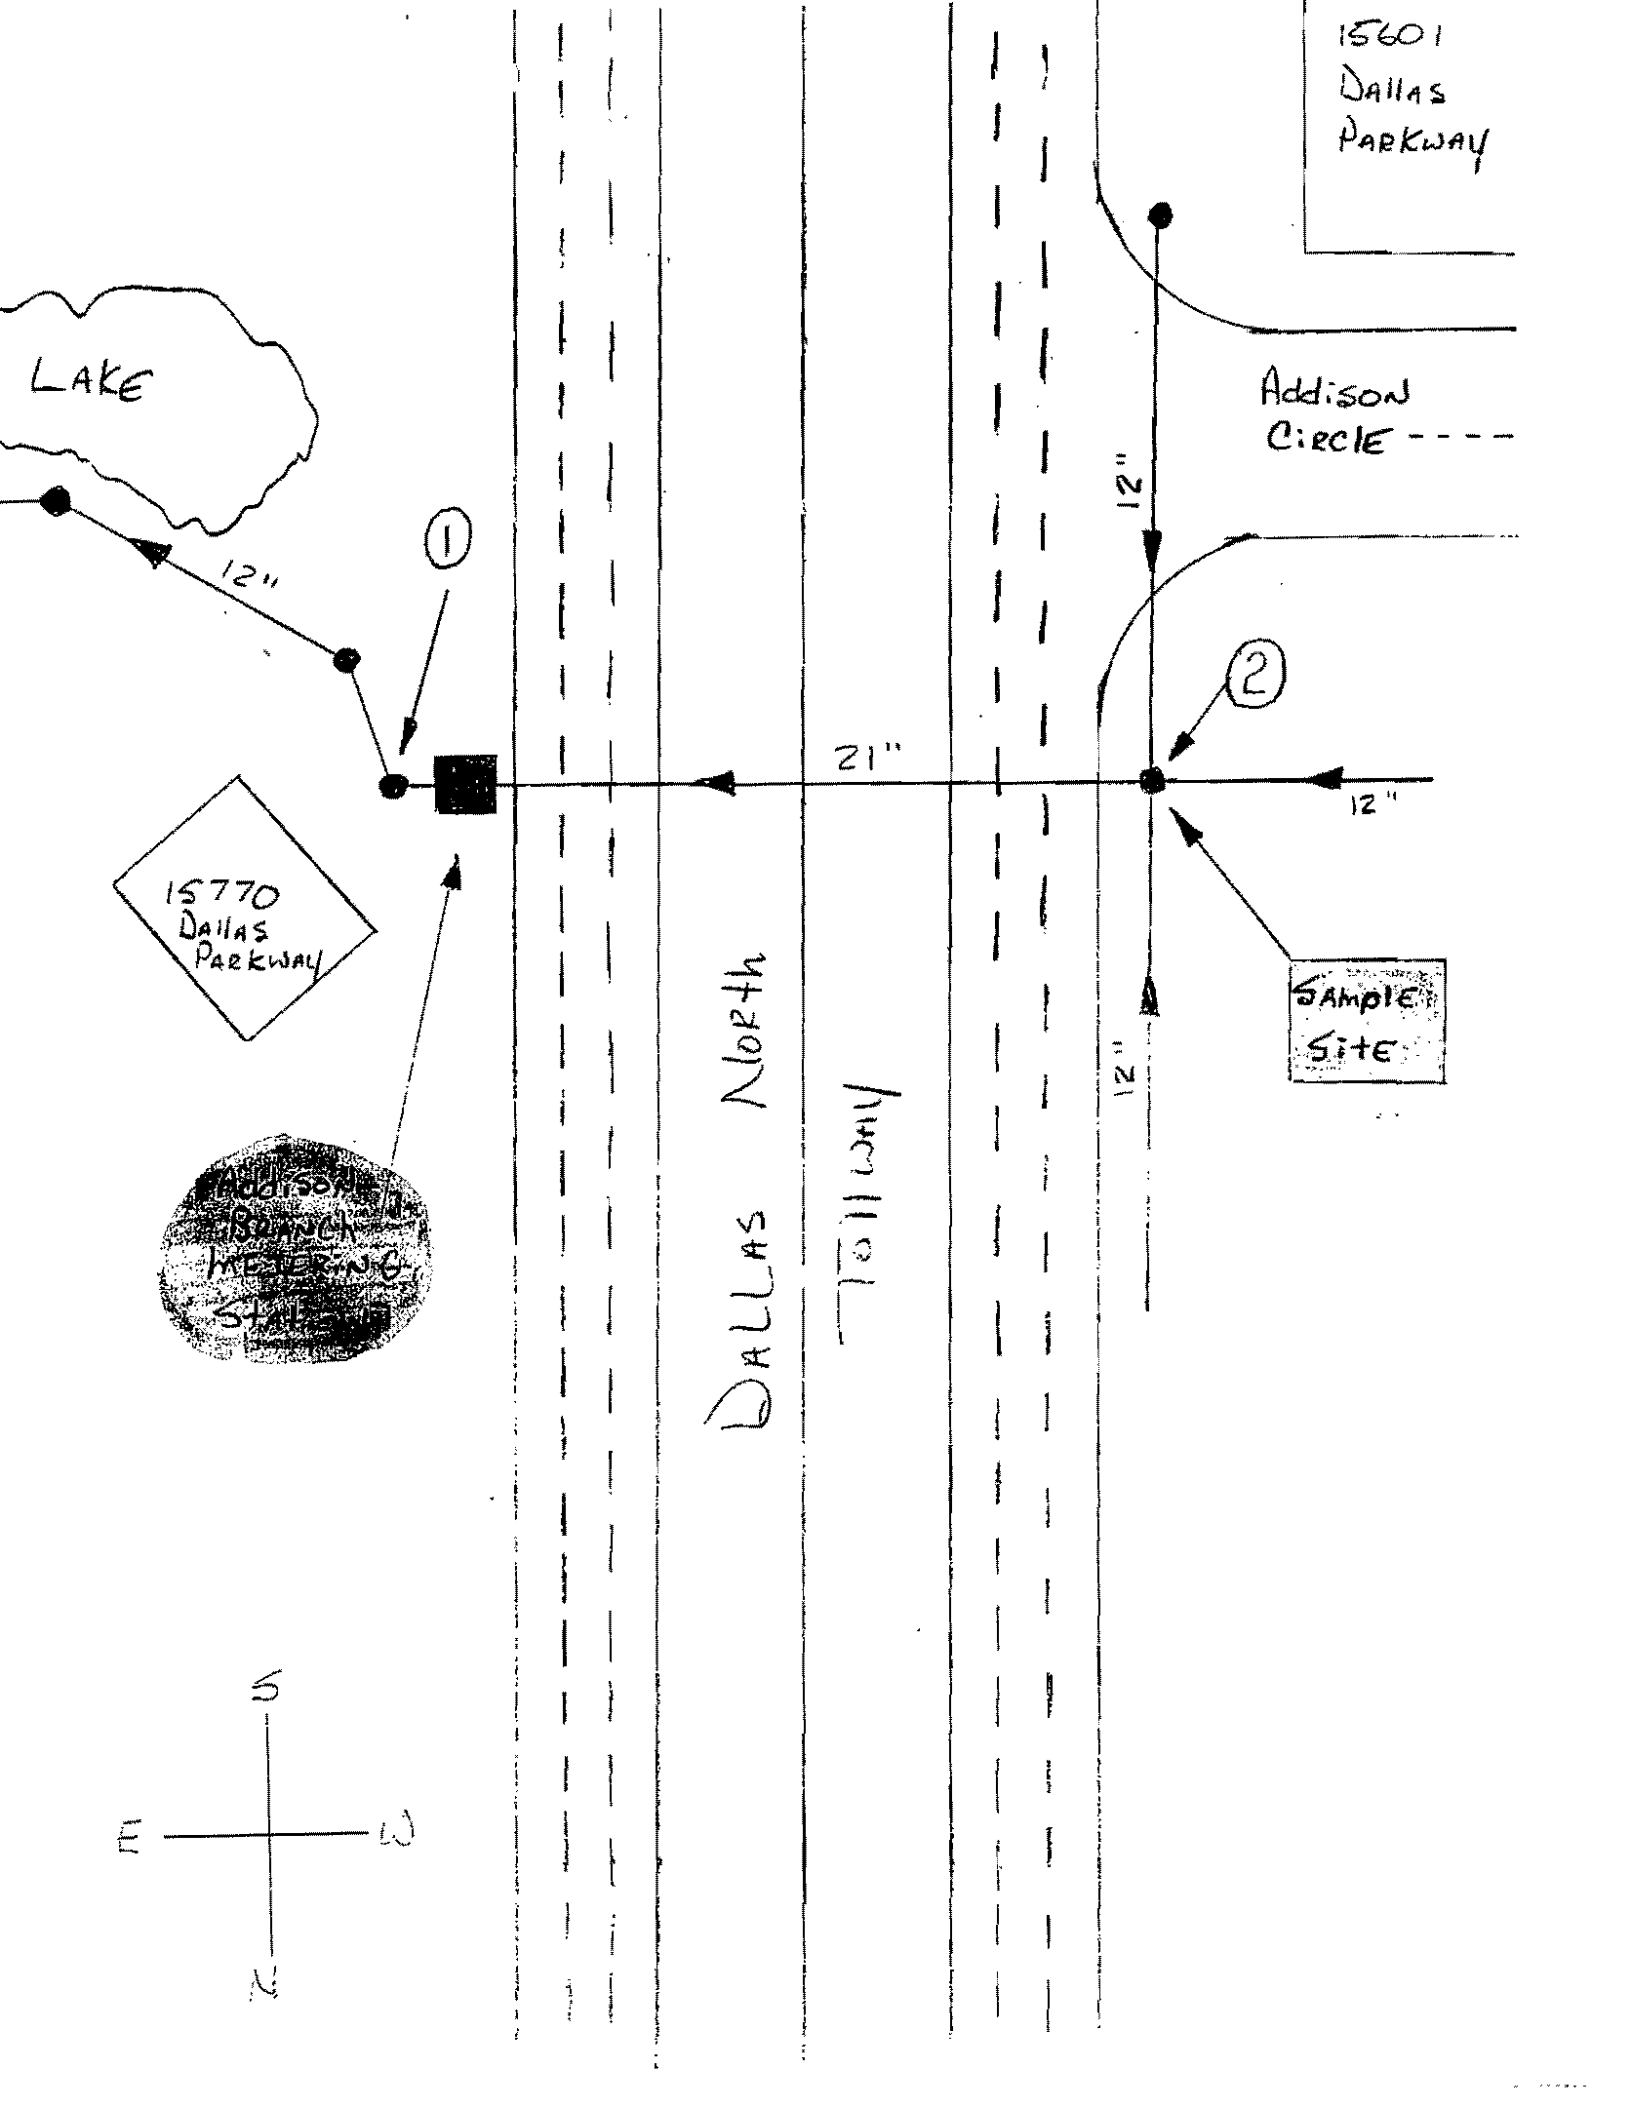 15601
Dallas
Parkway
LAKE
Addison
Circle
12"
1
12"
2
21"
12"
15770
Dallas
Parkway
Sample
Site
12"
Dallas North
Tollway
Addison
Branch
Metering
Station
S
E W
N